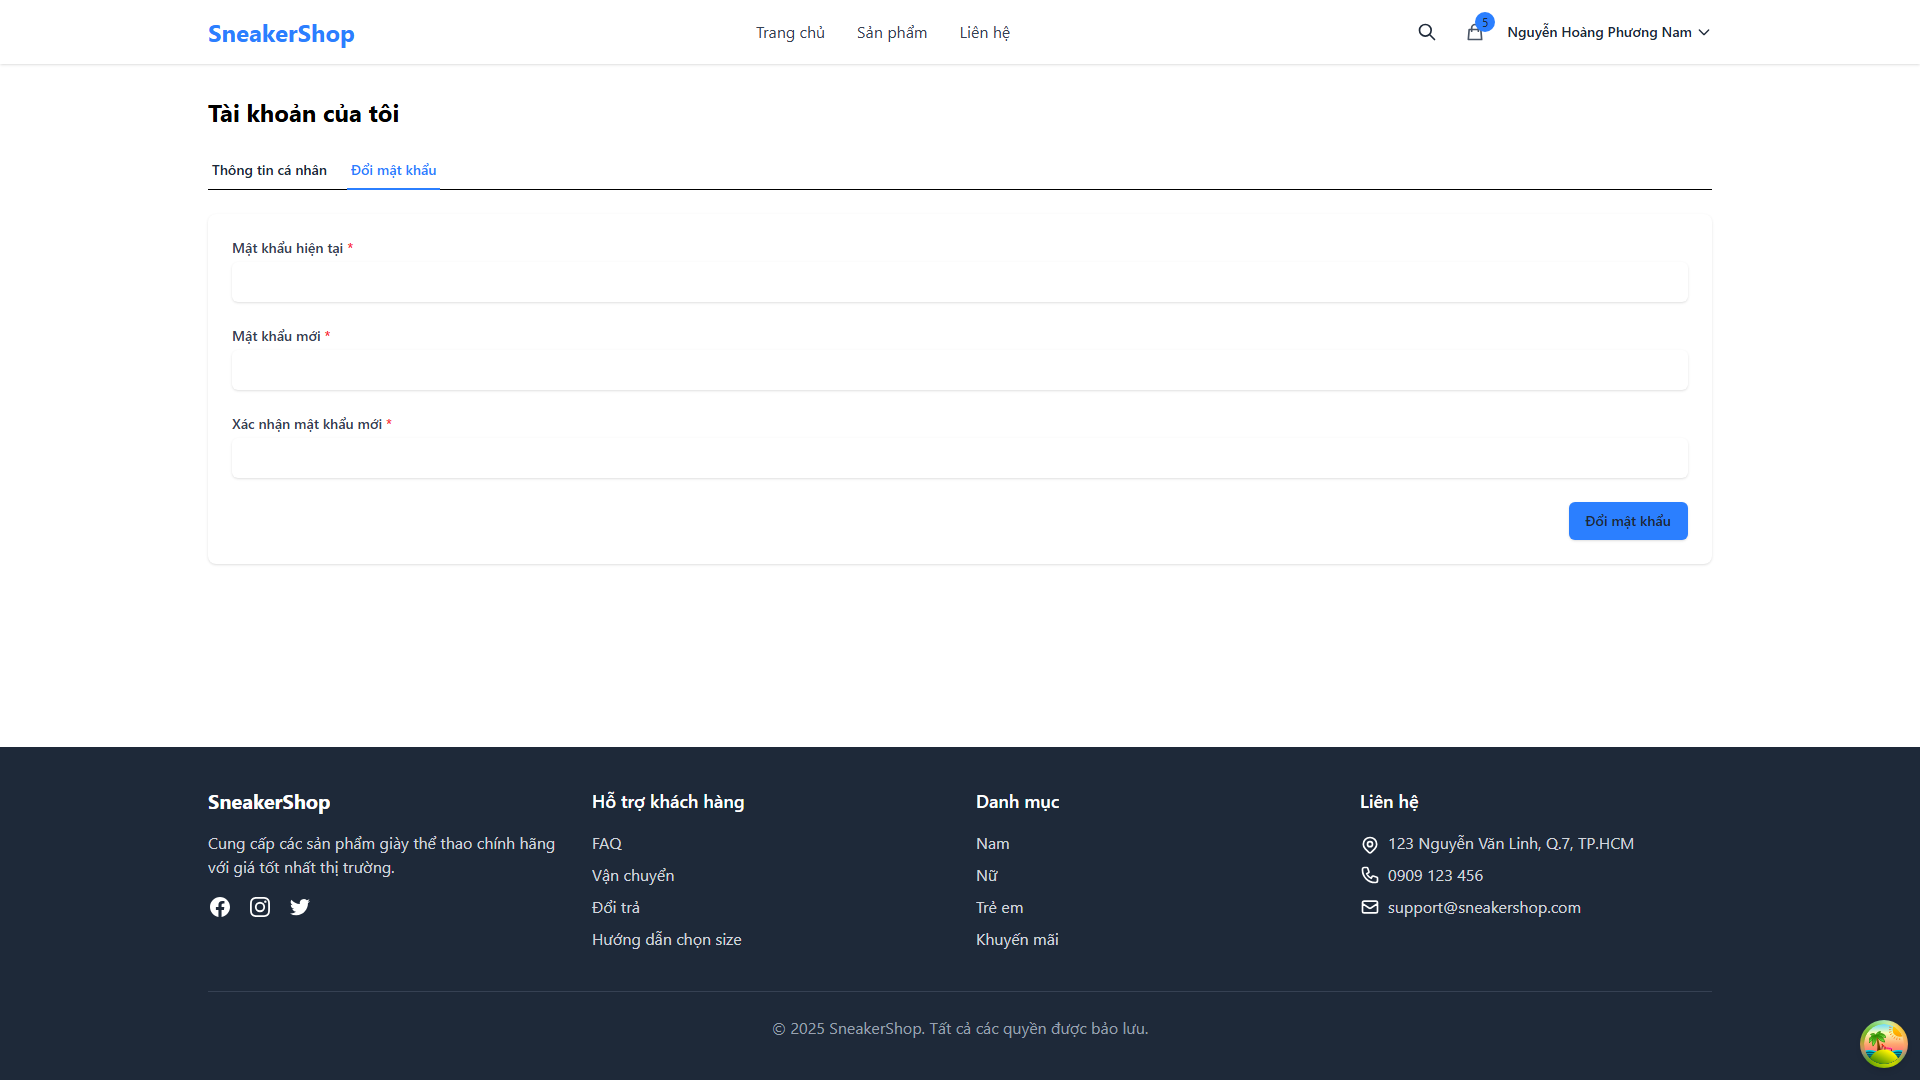 SneakerShop
Trang chủ
Sản phẩm
Liên hệ
5
Nguyễn Hoàng Phương Nam
Tài khoản của tôi
Thông tin cá nhân
Đổi mật khẩu
Mật khẩu hiện tại *
Mật khẩu mới *
Xác nhận mật khẩu mới *
Đổi mật khẩu
SneakerShop
Cung cấp các sản phẩm giày thể thao chính hãng
với giá tốt nhất thị trường.
Hỗ trợ khách hàng
FAQ
Vận chuyển
Đổi trả
Hướng dẫn chọn size
Danh mục
Nam
Nữ
Trẻ em
Khuyến mãi
Liên hệ
123 Nguyễn Văn Linh, Q.7, TP.HCM
0909 123 456
support@sneakershop.com
© 2025 SneakerShop. Tất cả các quyền được bảo lưu.